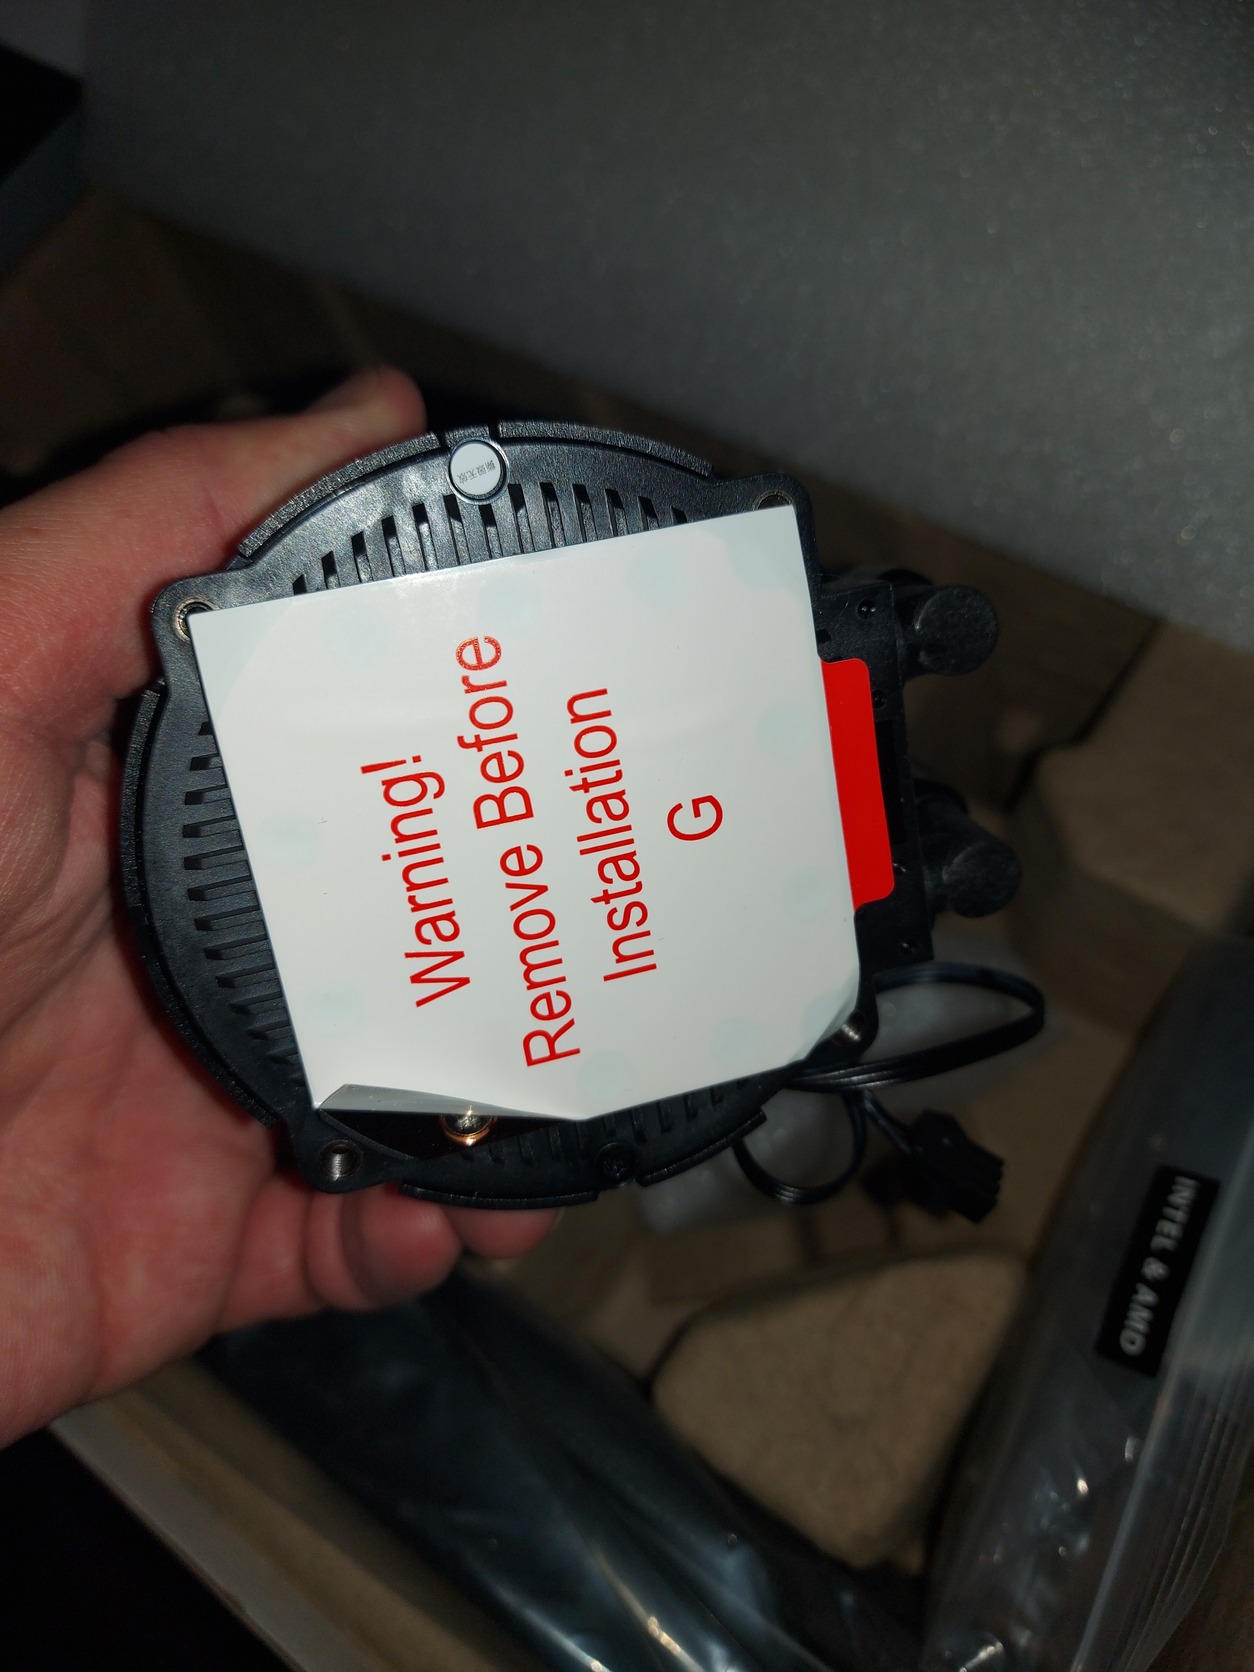 Warning!
Remove Before
Installation
G
INTEL & AMD